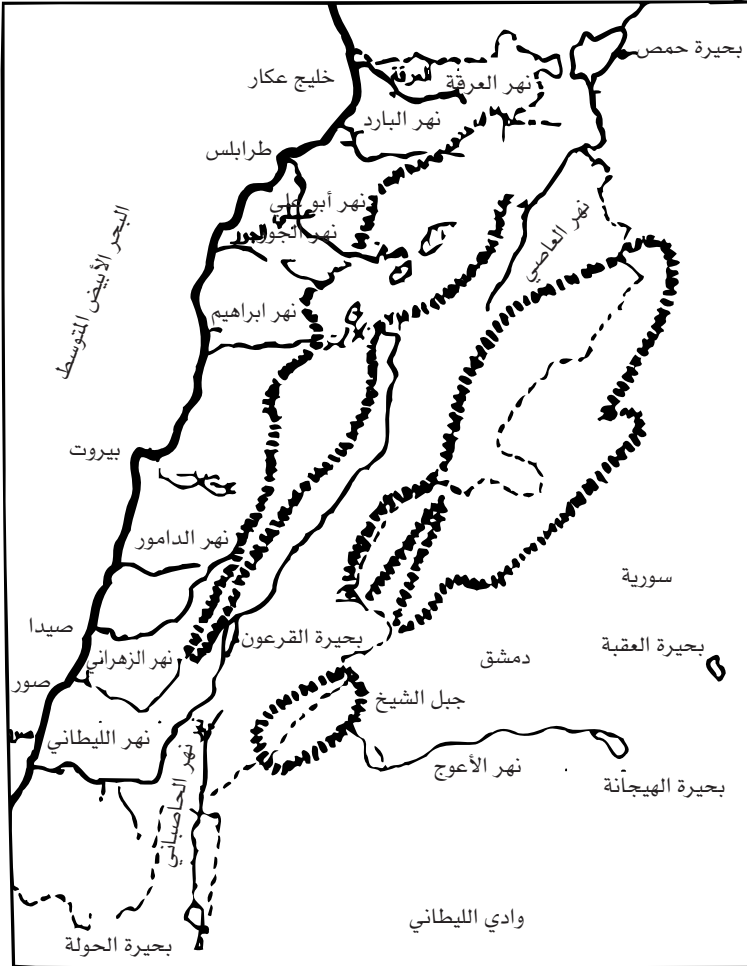 بحيرة حمص
خليج عكار
العرقة
نهر العرقة
نهر البارد
طرابلس
نهر أبو علي
نهر الجوز
البحر الأبيض المتوسط
نهر العاصي
نهر ابراهيم
بيروت
نهر الدامور
سورية
صيدا
بحيرة القرعون
بحيرة العقبة
نهر الزهراني
دمشق
صور
جبل الشيخ
نهر الليطاني
نهر الحاصباني
نهر الأعوج
بحيرة الهيجانة
وادي الليطاني
بحيرة الحولة